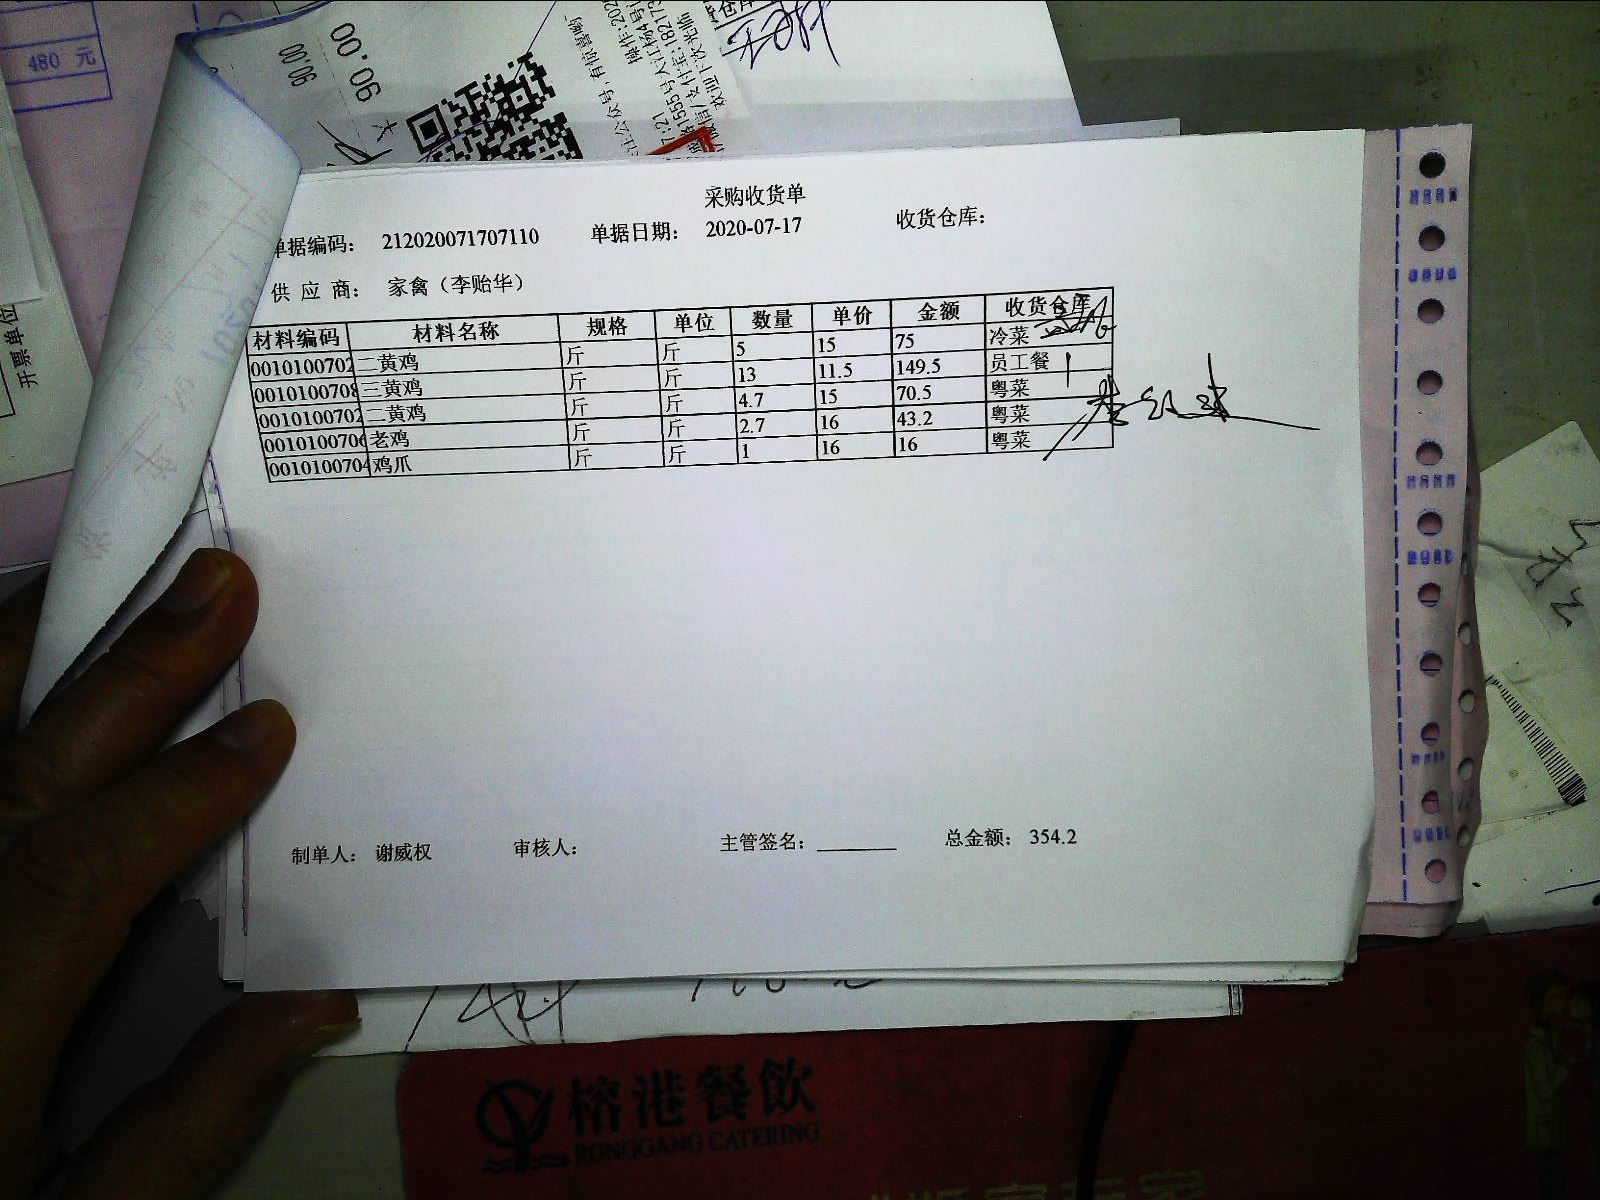 480 元
90.00
90.00
采购收货单
单据编码： 212020071707110 单据日期： 2020-07-17 收货仓库：
供 应 商： 家禽（李贻华）
材料编码 材料名称 规格 单位 数量 单价 金额 收货仓库
0010100702 二黄鸡 斤 斤 5 15 75 冷菜
0010100708 三黄鸡 斤 斤 13 11.5 149.5 员工餐
0010100702 二黄鸡 斤 斤 4.7 15 70.5 粤菜
0010100706 老鸡 斤 斤 2.7 16 43.2 粤菜
0010100704 鸡爪 斤 斤 1 16 16 粤菜
制单人： 谢威权 审核人： 主管签名： 总金额： 354.2
开票单位
榕港餐飲
RONGGANG CATERING